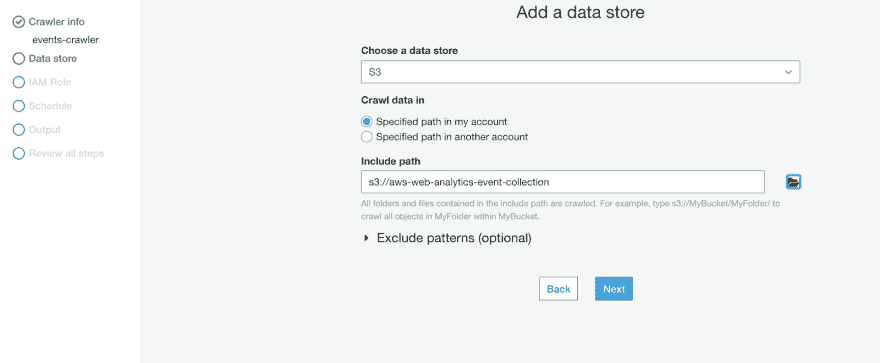 Crawler info
events-crawler
Data store
IAM Role
Schedule
Output
Review all steps
Add a data store
Choose a data store
S3
Crawl data in
Specified path in my account
Specified path in another account
Include path
s3://aws-web-analytics-event-collection
All folders and files contained in the include path are crawled. For example, type s3://MyBucket/MyFolder/ to
crawl all objects in MyFolder within MyBucket.
Exclude patterns (optional)
Back Next